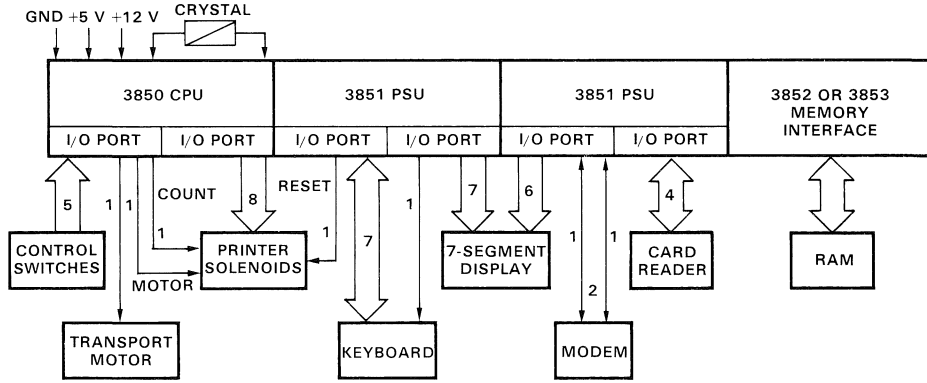 CRYSTAL
GND +5 V +12 V
3850 CPU
3851 PSU
3851 PSU
3852 OR 3853
MEMORY
INTERFACE
I/O PORT
I/O PORT
I/O PORT
I/O PORT
I/O PORT
I/O PORT
5
1
1
COUNT
1
MOTOR
8
RESET
1
7
1
7
6
1
2
1
4
CONTROL
SWITCHES
PRINTER
SOLENOIDS
7-SEGMENT
DISPLAY
CARD
READER
RAM
TRANSPORT
MOTOR
KEYBOARD
MODEM